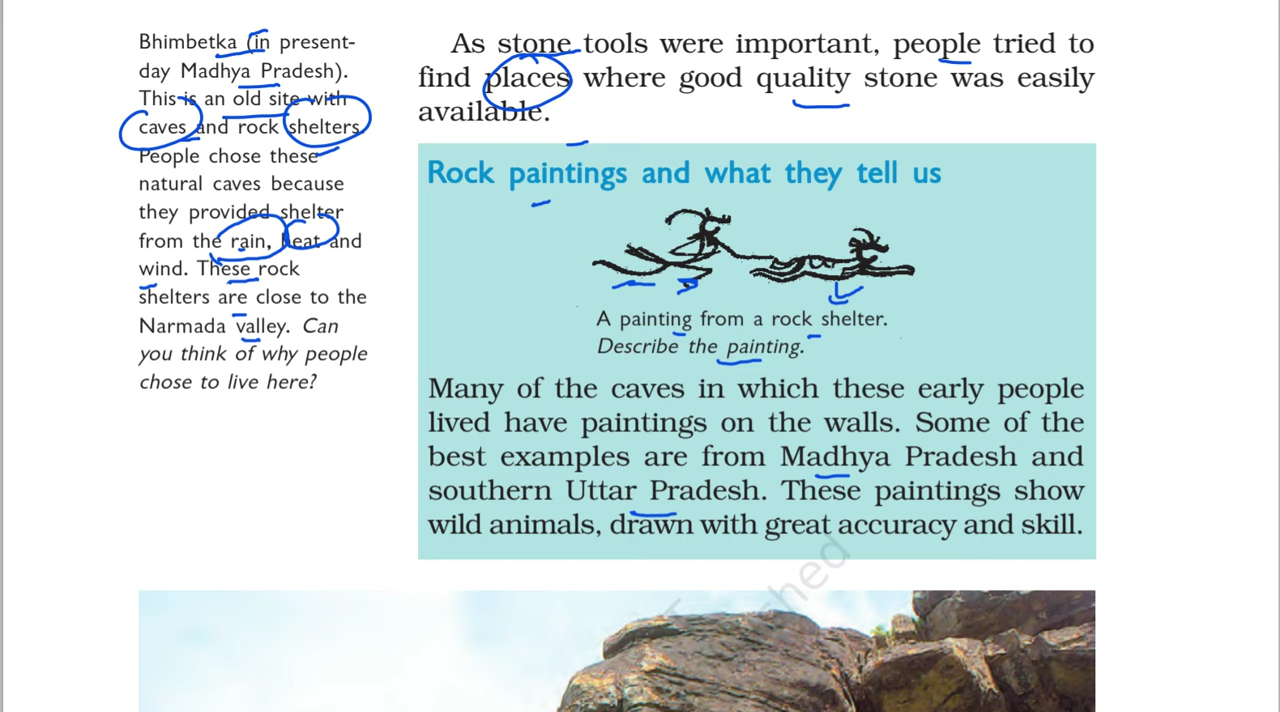 Bhimbetka (in present-
day Madhya Pradesh).
This is an old site with
caves and rock shelters.
People chose these
natural caves because
they provided shelter
from the rain, heat and
wind. These rock
shelters are close to the
Narmada valley. Can
you think of why people
chose to live here?
As stone tools were important, people tried to
find places where good quality stone was easily
available.
Rock paintings and what they tell us
A painting from a rock shelter.
Describe the painting.
Many of the caves in which these early people
lived have paintings on the walls. Some of the
best examples are from Madhya Pradesh and
southern Uttar Pradesh. These paintings show
wild animals, drawn with great accuracy and skill.